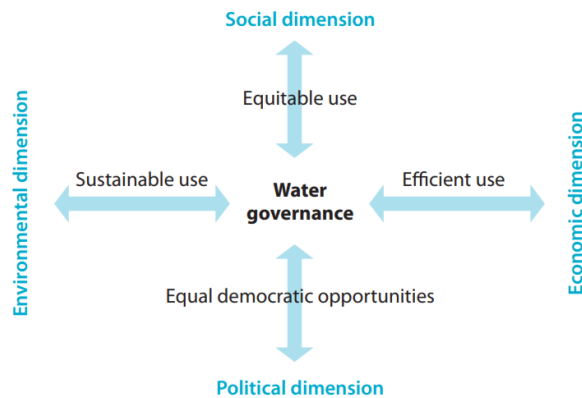 Social dimension
Equitable use
Environmental dimension
Sustainable use
Water
governance
Efficient use
Economic dimension
Equal democratic opportunities
Political dimension